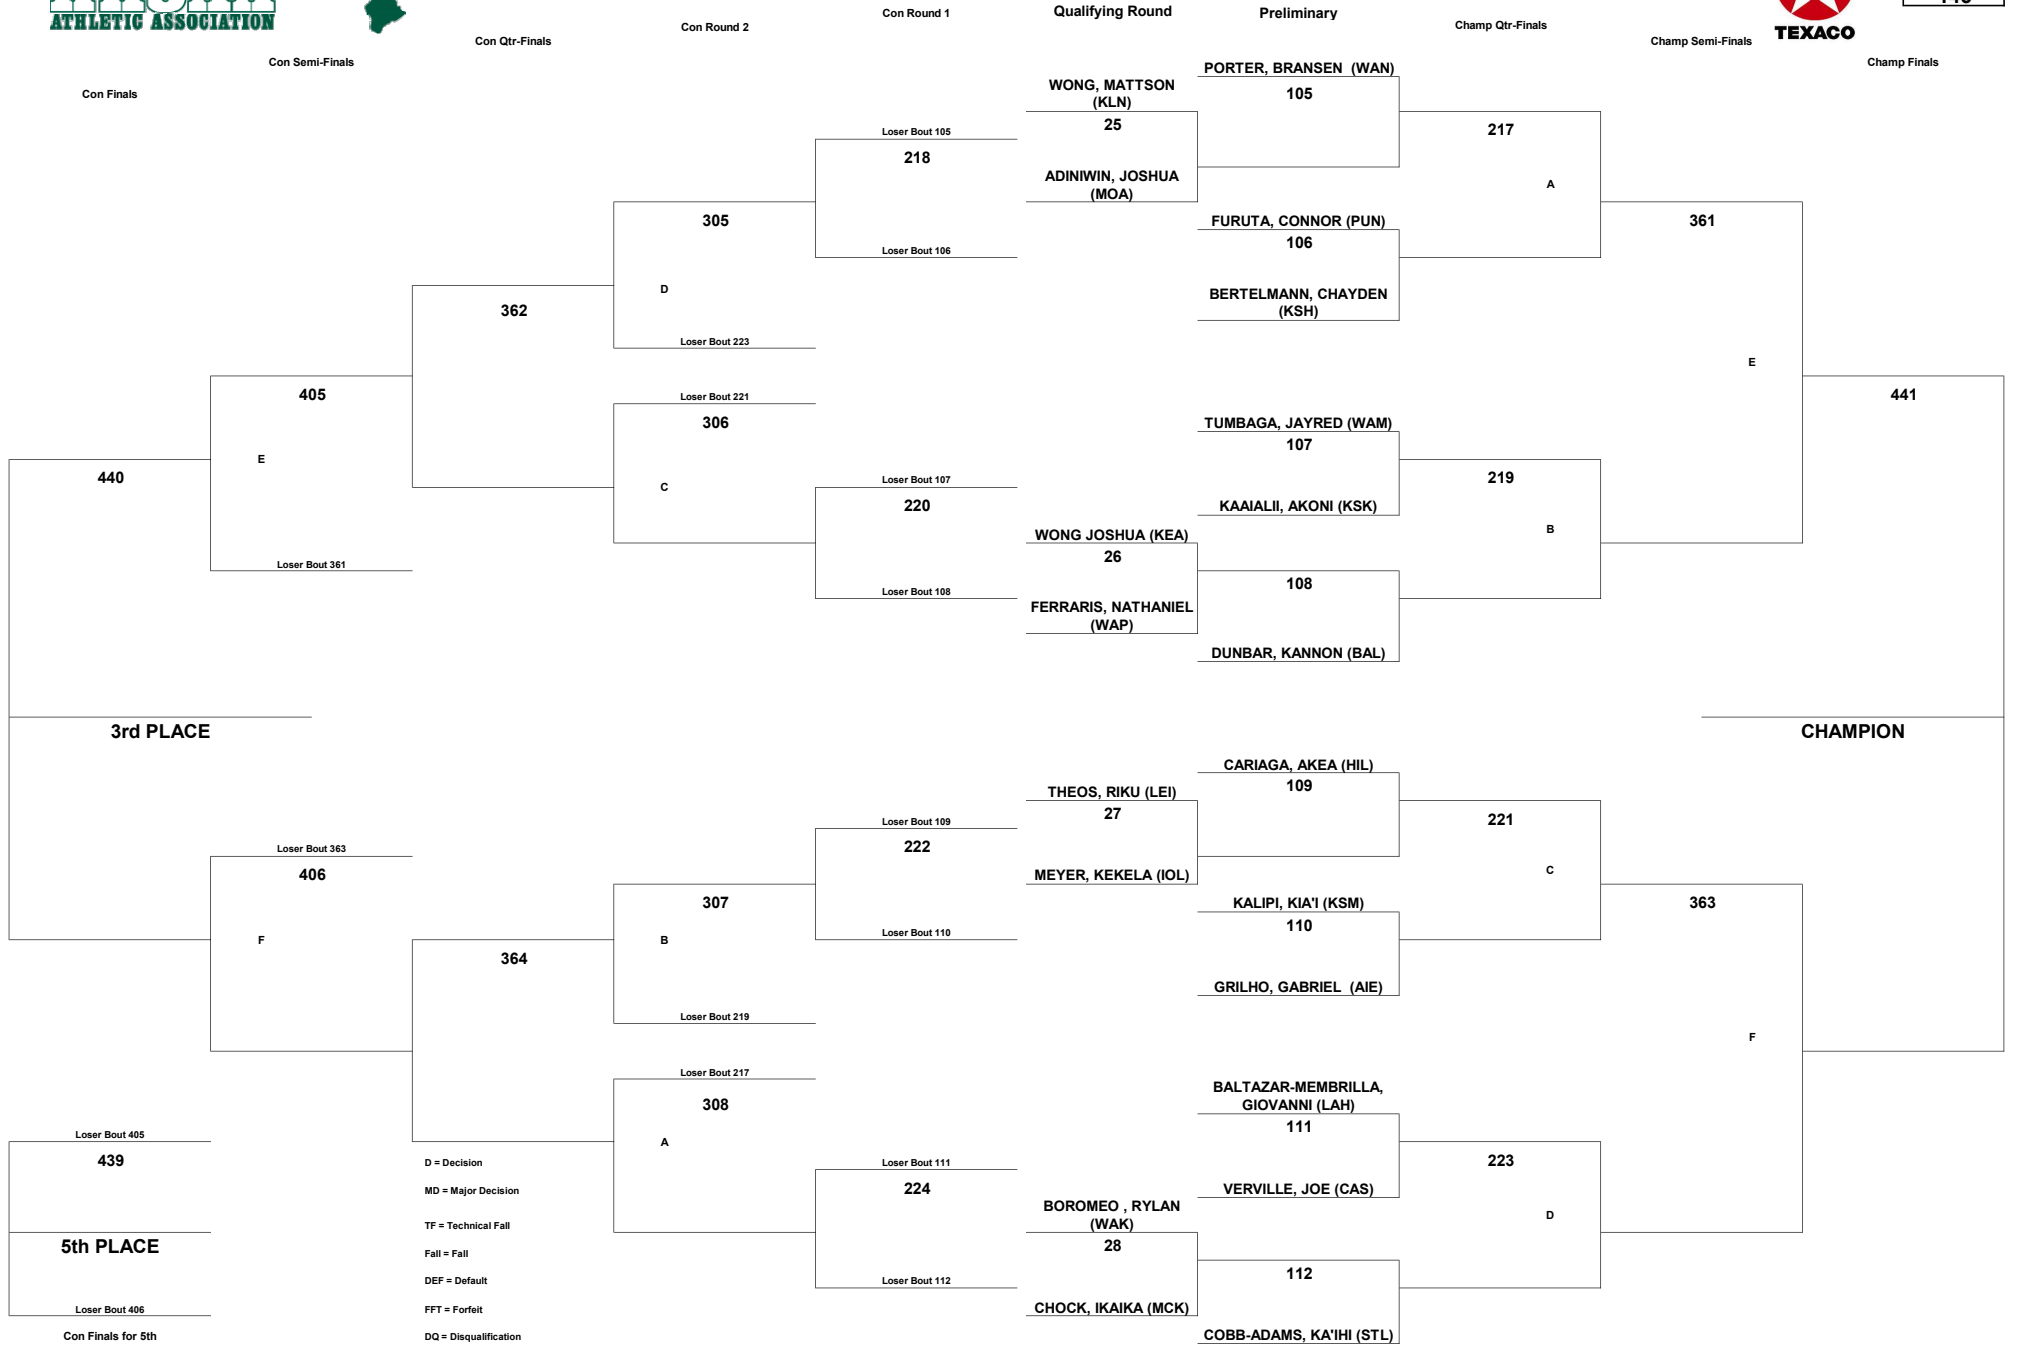 ATHLETIC ASSOCIATION
TEXACO
Con Finals
Con Semi-Finals
Con Qtr-Finals
Con Round 2
Con Round 1
Qualifying Round
Preliminary
Champ Qtr-Finals
Champ Semi-Finals
Champ Finals
PORTER, BRANSEN  (WAN)
105
WONG, MATTSON
(KLN)
25
ADINIWIN, JOSHUA
(MOA)
217
A
FURUTA, CONNOR (PUN)
106
BERTELMANN, CHAYDEN
(KSH)
361
E
TUMBAGA, JAYRED (WAM)
107
KAAIALII, AKONI (KSK)
219
B
WONG JOSHUA (KEA)
26
FERRARIS, NATHANIEL
(WAP)
108
DUNBAR, KANNON (BAL)
441
CHAMPION
Loser Bout 105
218
Loser Bout 106
305
D
Loser Bout 223
362
Loser Bout 221
306
C
Loser Bout 107
220
Loser Bout 108
405
E
Loser Bout 361
440
3rd PLACE
CARIAGA, AKEA (HIL)
109
THEOS, RIKU (LEI)
27
MEYER, KEKELA (IOL)
221
C
KALIPI, KIA'I (KSM)
110
GRILHO, GABRIEL  (AIE)
363
F
BALTAZAR-MEMBRILLA,
GIOVANNI (LAH)
111
VERVILLE, JOE (CAS)
223
D
BOROMEO , RYLAN
(WAK)
28
CHOCK, IKAIKA (MCK)
112
COBB-ADAMS, KA'IHI (STL)
Loser Bout 109
222
Loser Bout 110
307
B
Loser Bout 219
364
Loser Bout 217
308
A
Loser Bout 111
224
Loser Bout 112
Loser Bout 363
406
F
Loser Bout 405
439
5th PLACE
Loser Bout 406
Con Finals for 5th
D = Decision
MD = Major Decision
TF = Technical Fall
Fall = Fall
DEF = Default
FFT = Forfeit
DQ = Disqualification